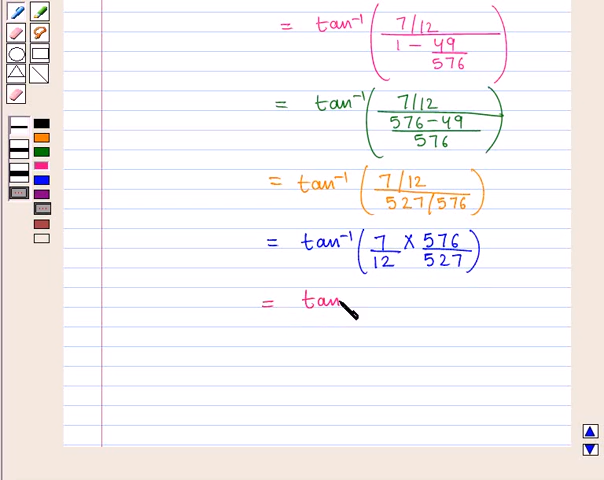 = tan⁻¹ ( 7/12 / (1 − 49/576) )
= tan⁻¹ ( 7/12 / ((576−49)/576) )
= tan⁻¹ ( 7/12 / 527/576 )
= tan⁻¹ ( 7/12 × 576/527 )
= tan